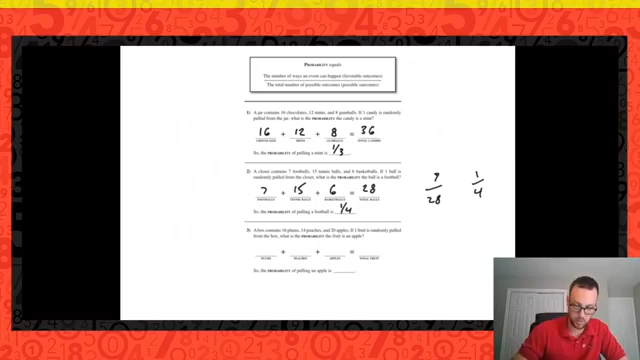 PROBABILITY equals
The number of ways an event can happen (favorable outcomes)
The total number of possible outcomes (possible outcomes)
1) A jar contains 16 chocolates, 12 mints, and 8 gumballs. If 1 candy is randomly
pulled from the jar, what is the PROBABILITY the candy is a mint?
16 + 12 + 8 = 36
CHOCOLATES MINTS GUMBALLS TOTAL CANDIES
So, the PROBABILITY of pulling a mint is 1/3
2) A closet contains 7 footballs, 15 tennis balls, and 6 basketballs. If 1 ball is
randomly pulled from the closet, what is the PROBABILITY the ball is a football?
7 + 15 + 6 = 28
FOOTBALLS TENNIS BALLS BASKETBALLS TOTAL BALLS
So, the PROBABILITY of pulling a football is 1/4
7 1
28 4
3) A box contains 16 plums, 14 peaches, and 20 apples. If 1 fruit is randomly pulled
from the box, what is the PROBABILITY the fruit is an apple?
+ + =
PLUMS PEACHES APPLES TOTAL FRUIT
So, the PROBABILITY of pulling an apple is